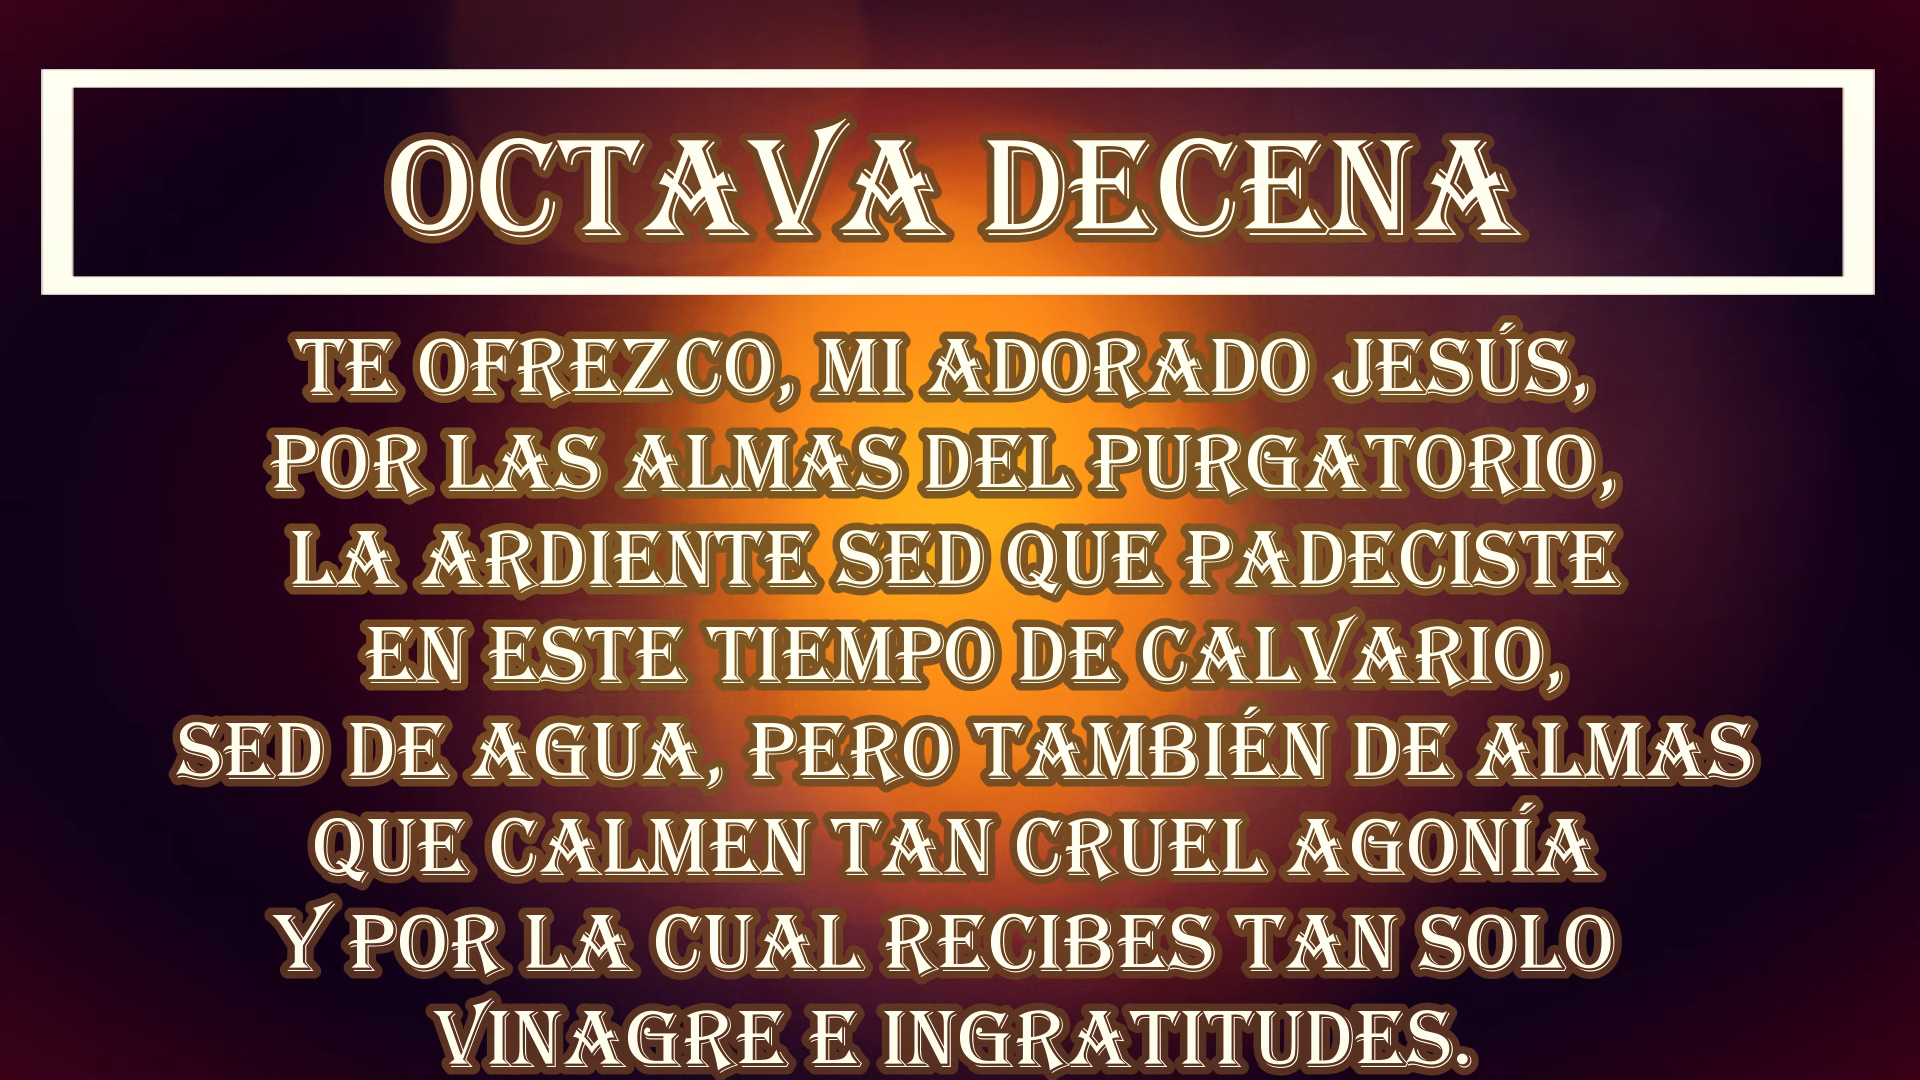 OCTAVA DECENA
TE OFREZCO, MI ADORADO JESÚS,
POR LAS ALMAS DEL PURGATORIO,
LA ARDIENTE SED QUE PADECISTE
EN ESTE TIEMPO DE CALVARIO,
SED DE AGUA, PERO TAMBIÉN DE ALMAS
QUE CALMEN TAN CRUEL AGONÍA
Y POR LA CUAL RECIBES TAN SOLO
VINAGRE E INGRATITUDES.